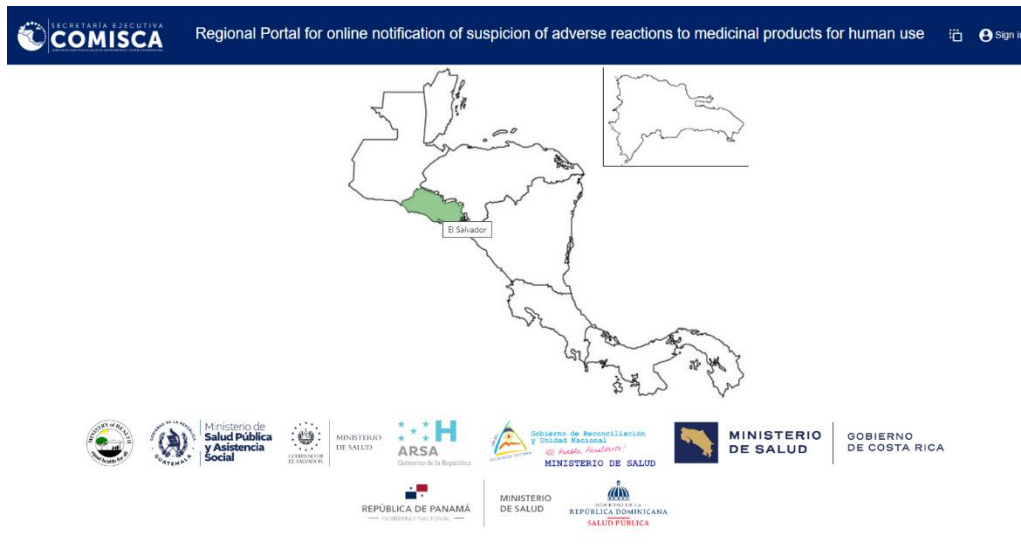 SECRETARÍA EJECUTIVA
COMISCA
Regional Portal for online notification of suspicion of adverse reactions to medicinal products for human use
Sign in
El Salvador
MINISTRY OF HEALTH
Ministerio de
Salud Pública
y Asistencia
Social
GUATEMALA
GOBIERNO DE
EL SALVADOR
MINISTERIO
DE SALUD
ARSA
Gobierno de la República
Gobierno de Reconciliación
y Unidad Nacional
El Pueblo, Presidente!
MINISTERIO DE SALUD
MINISTERIO
DE SALUD
GOBIERNO
DE COSTA RICA
REPÚBLICA DE PANAMÁ
GOBIERNO NACIONAL
MINISTERIO
DE SALUD
GOBIERNO DE LA
REPÚBLICA DOMINICANA
SALUD PÚBLICA